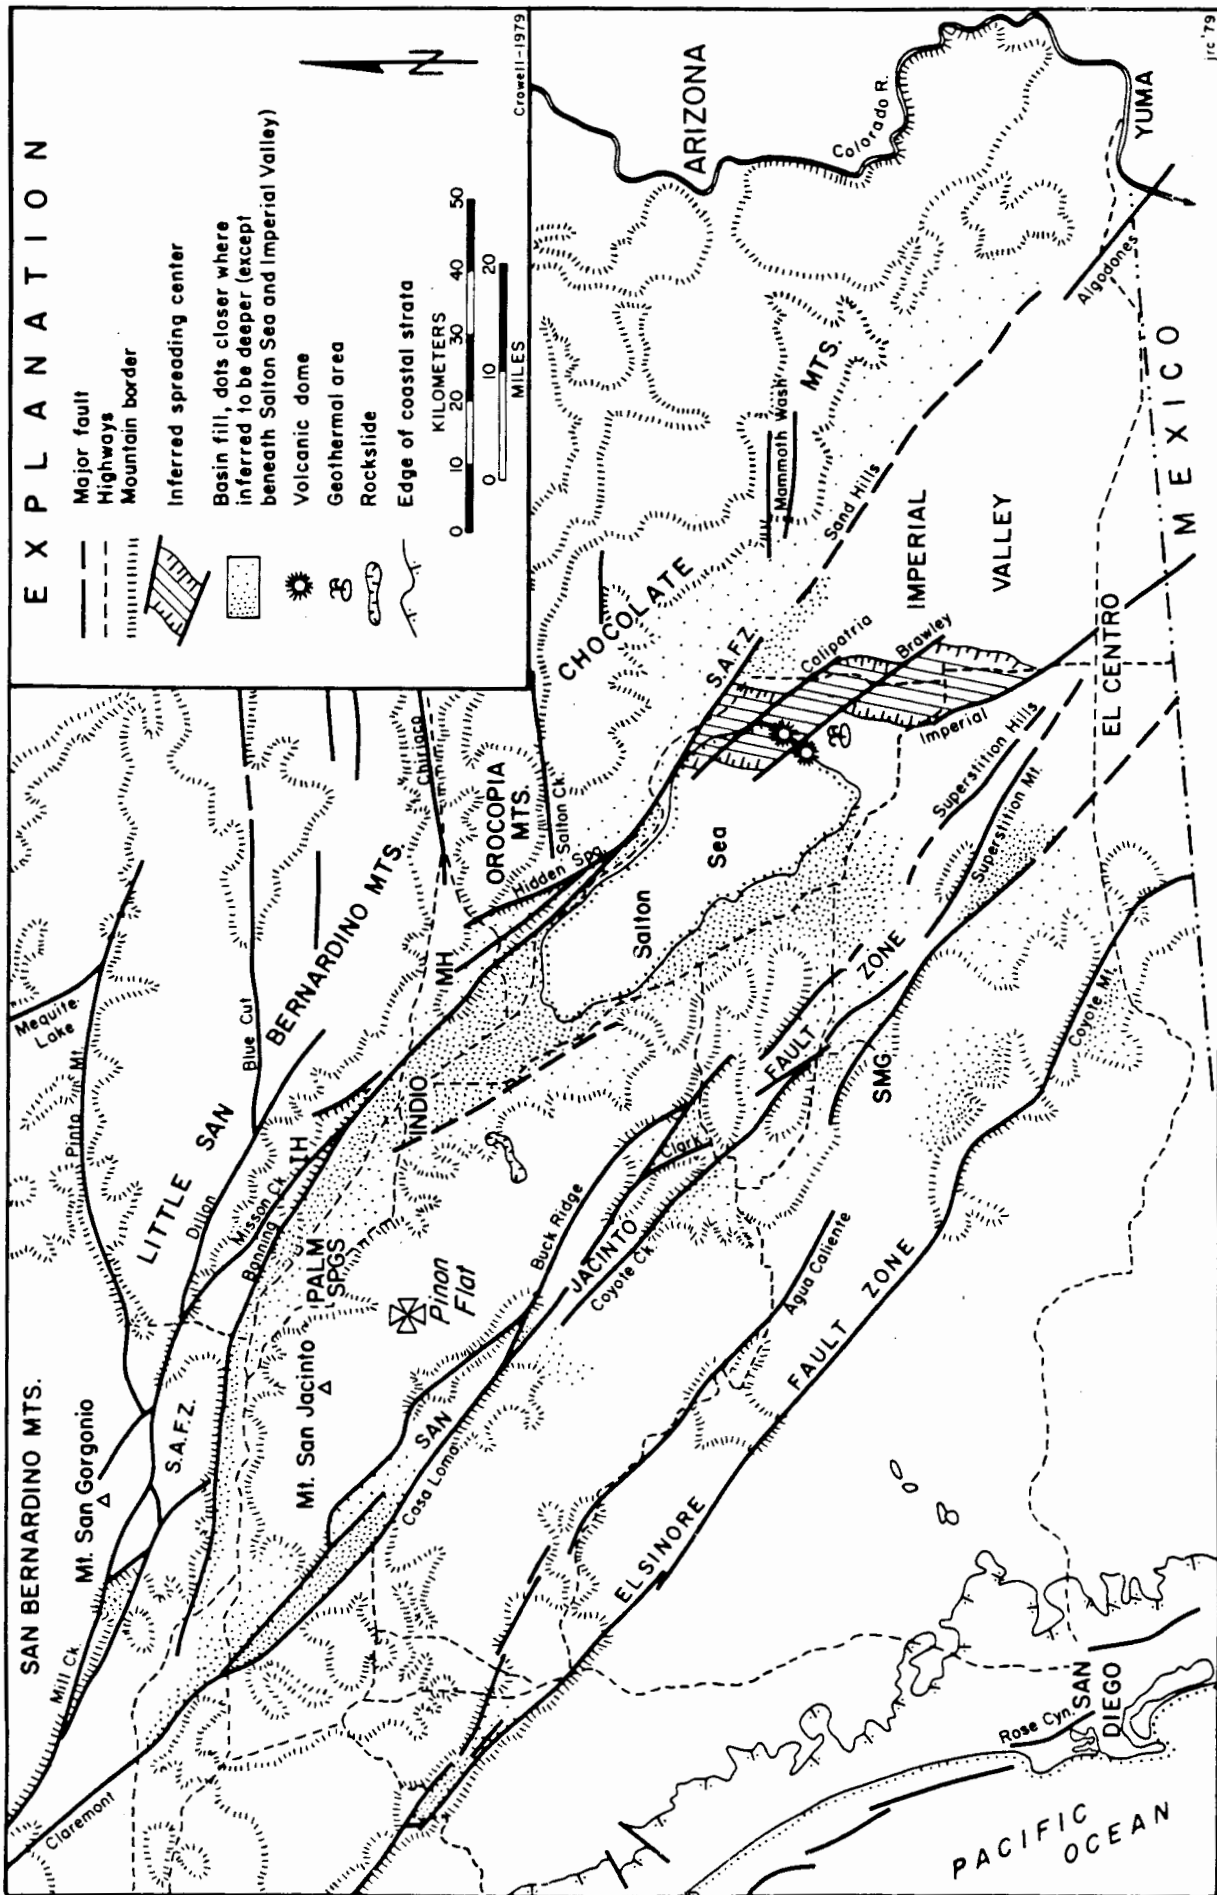 EXPLANATION
Major fault
Highways
Mountain border
Inferred spreading center
Basin fill, dots closer where
inferred to be deeper (except
beneath Salton Sea and Imperial Valley)
Volcanic dome
Geothermal area
Rockslide
Edge of coastal strata
KILOMETERS
0 10 20 30 40 50
0 10 20
MILES
N
Crowell-1979
SAN BERNARDINO MTS.
Mt. San Gorgonio
Mill Ck.
S.A.F.Z.
Claremont
Pinto Mt.
Mequite
Lake
LITTLE SAN
BERNARDINO MTS.
Blue Cut
Dillon
Misson Ck.
Banning
IH
PALM
SPGS
Mt. San Jacinto
Pinon
Flat
INDIO
MH
Chiriaco
OROCOPIA
MTS.
Hidden Spg.
Salton Ck.
CHOCOLATE
MTS.
Mammoth Wash
ARIZONA
Colorado R.
YUMA
Algodones
Sand Hills
S.A.F.Z.
Calipatria
Brawley
IMPERIAL
VALLEY
Imperial
Salton
Sea
Superstition Hills
Superstition Mt.
EL CENTRO
MEXICO
Casa Loma
SAN
JACINTO
FAULT
ZONE
Buck Ridge
Clark
Coyote Ck.
SMG
Coyote Mt.
Agua Caliente
ELSINORE
FAULT
ZONE
Rose Cyn.
SAN
DIEGO
PACIFIC
OCEAN
jrc '79